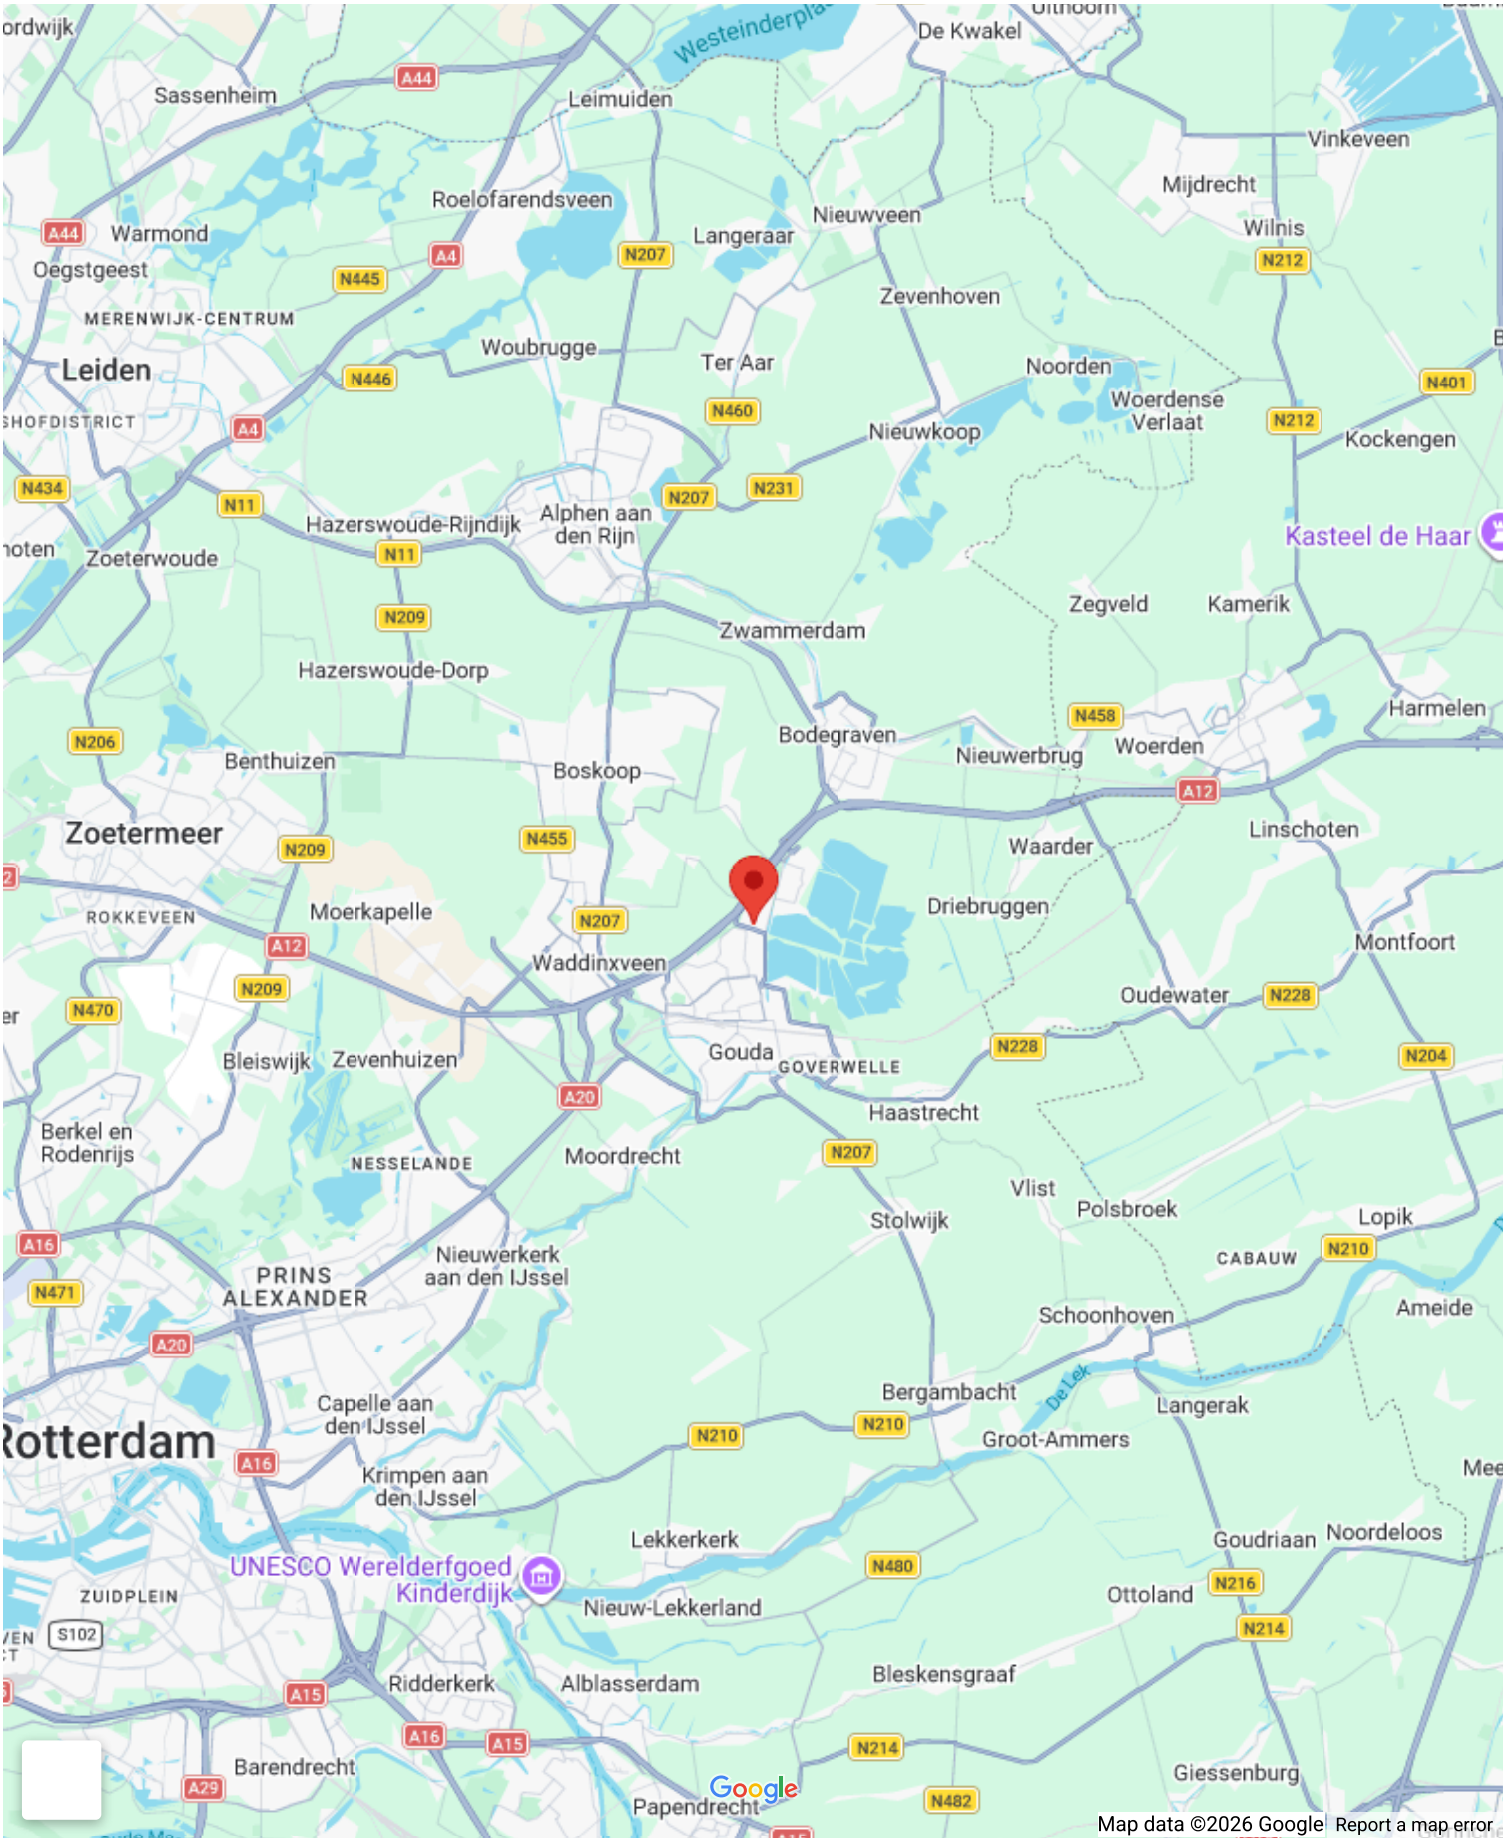 Uithoorn
De Kwakel
Westeinderplas
A44
Sassenheim
Leimuiden
Vinkeveen
Mijdrecht
Roelofarendsveen
Nieuwveen
A44
Warmond
Langeraar
Wilnis
A4
N207
N212
Oegstgeest
N445
Zevenhoven
MERENWIJK-CENTRUM
Woubrugge
Ter Aar
Noorden
Leiden
N446
N401
Woerdense
Verlaat
N460
N212
A4
Nieuwkoop
Kockengen
N434
N207
N231
N11
Alphen aan
den Rijn
Hazerswoude-Rijndijk
Kasteel de Haar
N11
Zoeterwoude
Zegveld
Kamerik
N209
Zwammerdam
Hazerswoude-Dorp
Harmelen
N458
N206
Bodegraven
Woerden
Nieuwerbrug
Benthuizen
Boskoop
A12
Zoetermeer
Linschoten
N455
N209
Waarder
Driebruggen
Moerkapelle
ROKKEVEEN
N207
A12
Montfoort
Waddinxveen
N209
Oudewater
N228
N470
N228
Gouda
N204
Bleiswijk
Zevenhuizen
GOVERWELLE
A20
Haastrecht
Berkel en
Rodenrijs
Moordrecht
N207
NESSELANDE
Vlist
Polsbroek
Stolwijk
Lopik
A16
N210
CABAUW
Nieuwerkerk
aan den IJssel
PRINS
ALEXANDER
N471
Ameide
Schoonhoven
A20
De Lek
Bergambacht
Langerak
Capelle aan
den IJssel
N210
N210
Rotterdam
Groot-Ammers
A16
Krimpen aan
den IJssel
Lekkerkerk
Goudriaan
Noordeloos
UNESCO Werelderfgoed
Kinderdijk
N480
N216
ZUIDPLEIN
Ottoland
Nieuw-Lekkerland
S102
N214
Bleskensgraaf
Ridderkerk
Alblasserdam
A15
A16
A15
N214
Barendrecht
Giessenburg
A29
Google
N482
Papendrecht
Map data ©2026 Google
Report a map error